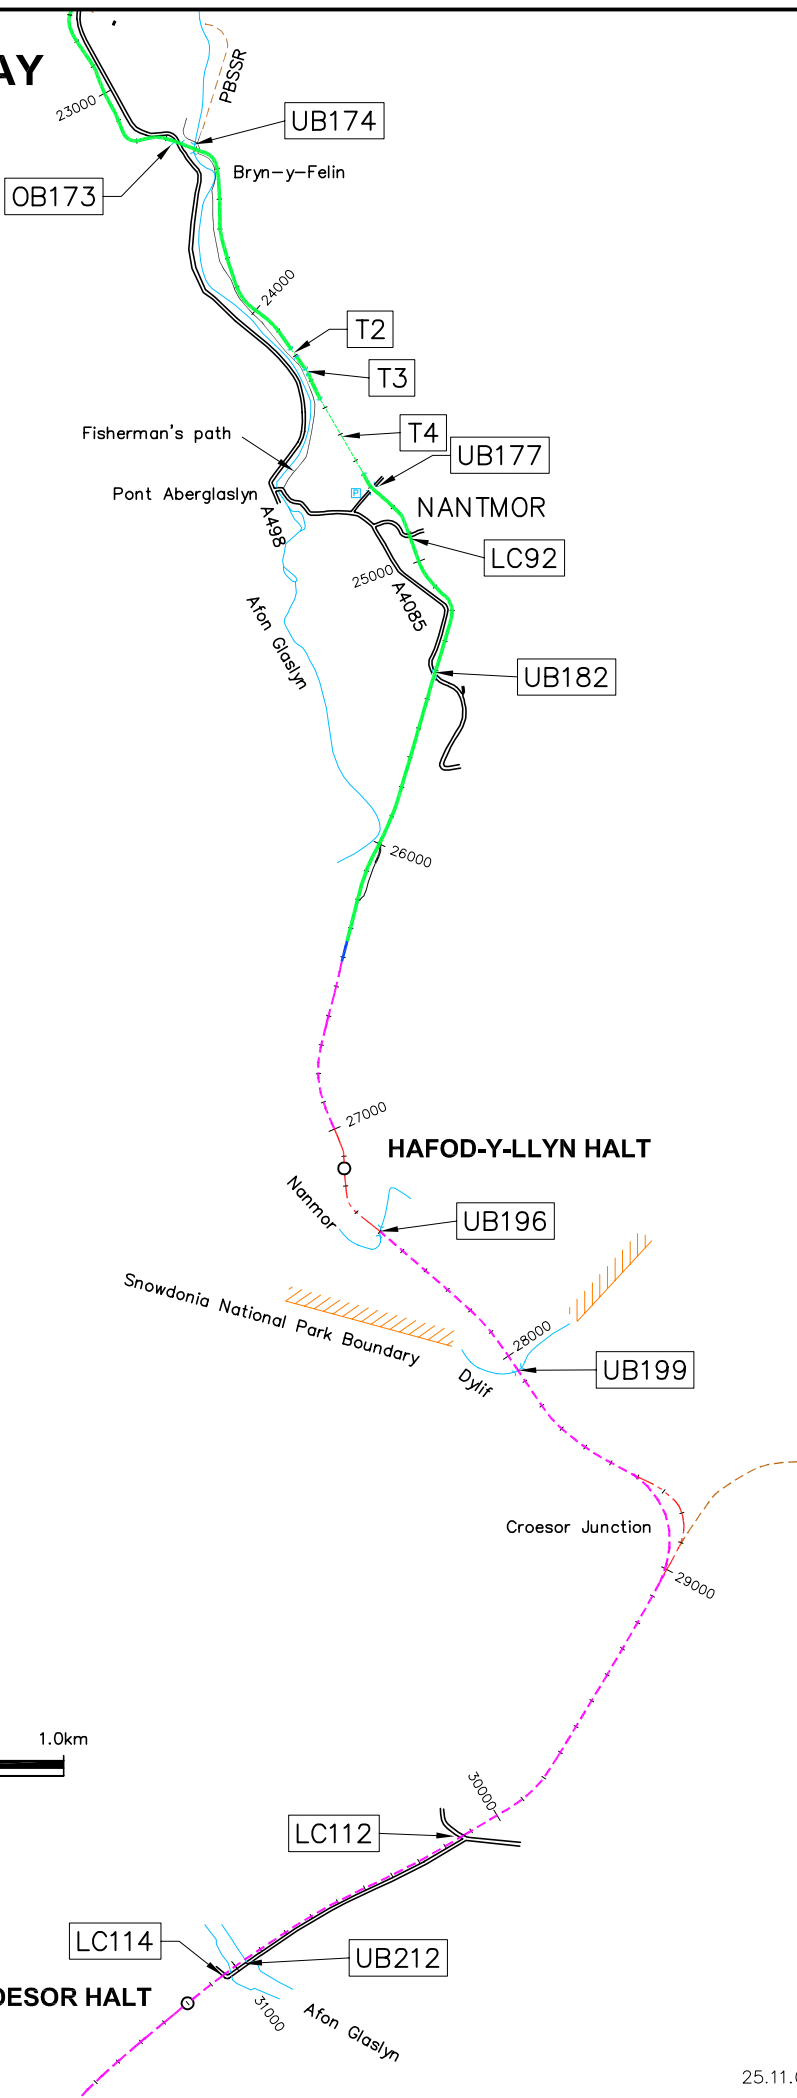 AY
PBSSR
23000
UB174
OB173
Bryn-y-Felin
24000
T2
T3
T4
Fisherman's path
UB177
Pont Aberglaslyn
P
NANTMOR
A498
LC92
25000
A4085
Afon Glaslyn
UB182
26000
27000
HAFOD-Y-LLYN HALT
Nanmor
UB196
Snowdonia National Park Boundary
28000
UB199
Dylif
Croesor Junction
29000
1.0km
30000
LC112
LC114
UB212
OESOR HALT
31000
Afon Glaslyn
25.11.0